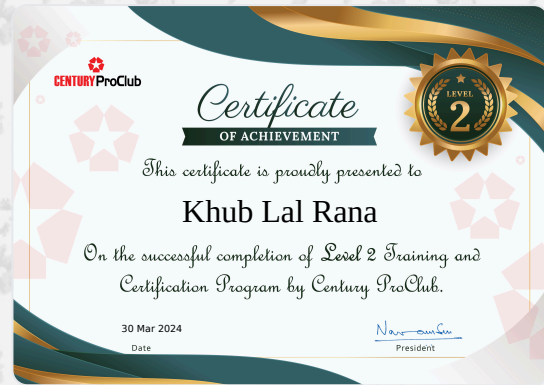 CENTURY ProClub
LEVEL
2
Certificate
OF ACHIEVEMENT
This certificate is proudly presented to
Khub Lal Rana
On the successful completion of Level 2 Training and
Certification Program by Century ProClub.
30 Mar 2024
Date
President